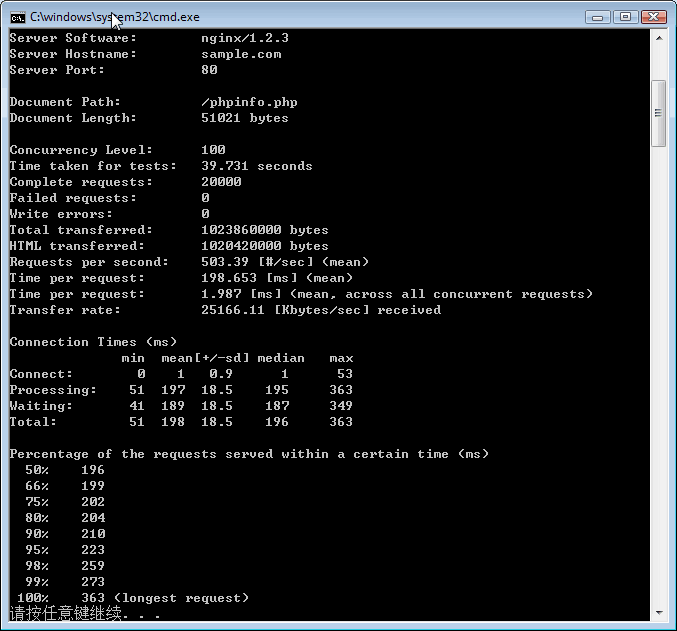 C:\windows\system32\cmd.exe
Server Software:        nginx/1.2.3
Server Hostname:        sample.com
Server Port:            80
Document Path:          /phpinfo.php
Document Length:        51021 bytes
Concurrency Level:      100
Time taken for tests:   39.731 seconds
Complete requests:      20000
Failed requests:        0
Write errors:           0
Total transferred:      1023860000 bytes
HTML transferred:       1020420000 bytes
Requests per second:    503.39 [#/sec] (mean)
Time per request:       198.653 [ms] (mean)
Time per request:       1.987 [ms] (mean, across all concurrent requests)
Transfer rate:          25166.11 [Kbytes/sec] received
Connection Times (ms)
              min  mean[+/-sd] median   max
Connect:        0    1   0.9      1      53
Processing:    51  197  18.5    195     363
Waiting:       41  189  18.5    187     349
Total:         51  198  18.5    196     363
Percentage of the requests served within a certain time (ms)
  50%    196
  66%    199
  75%    202
  80%    204
  90%    210
  95%    223
  98%    259
  99%    273
 100%    363 (longest request)
请按任意键继续. . .